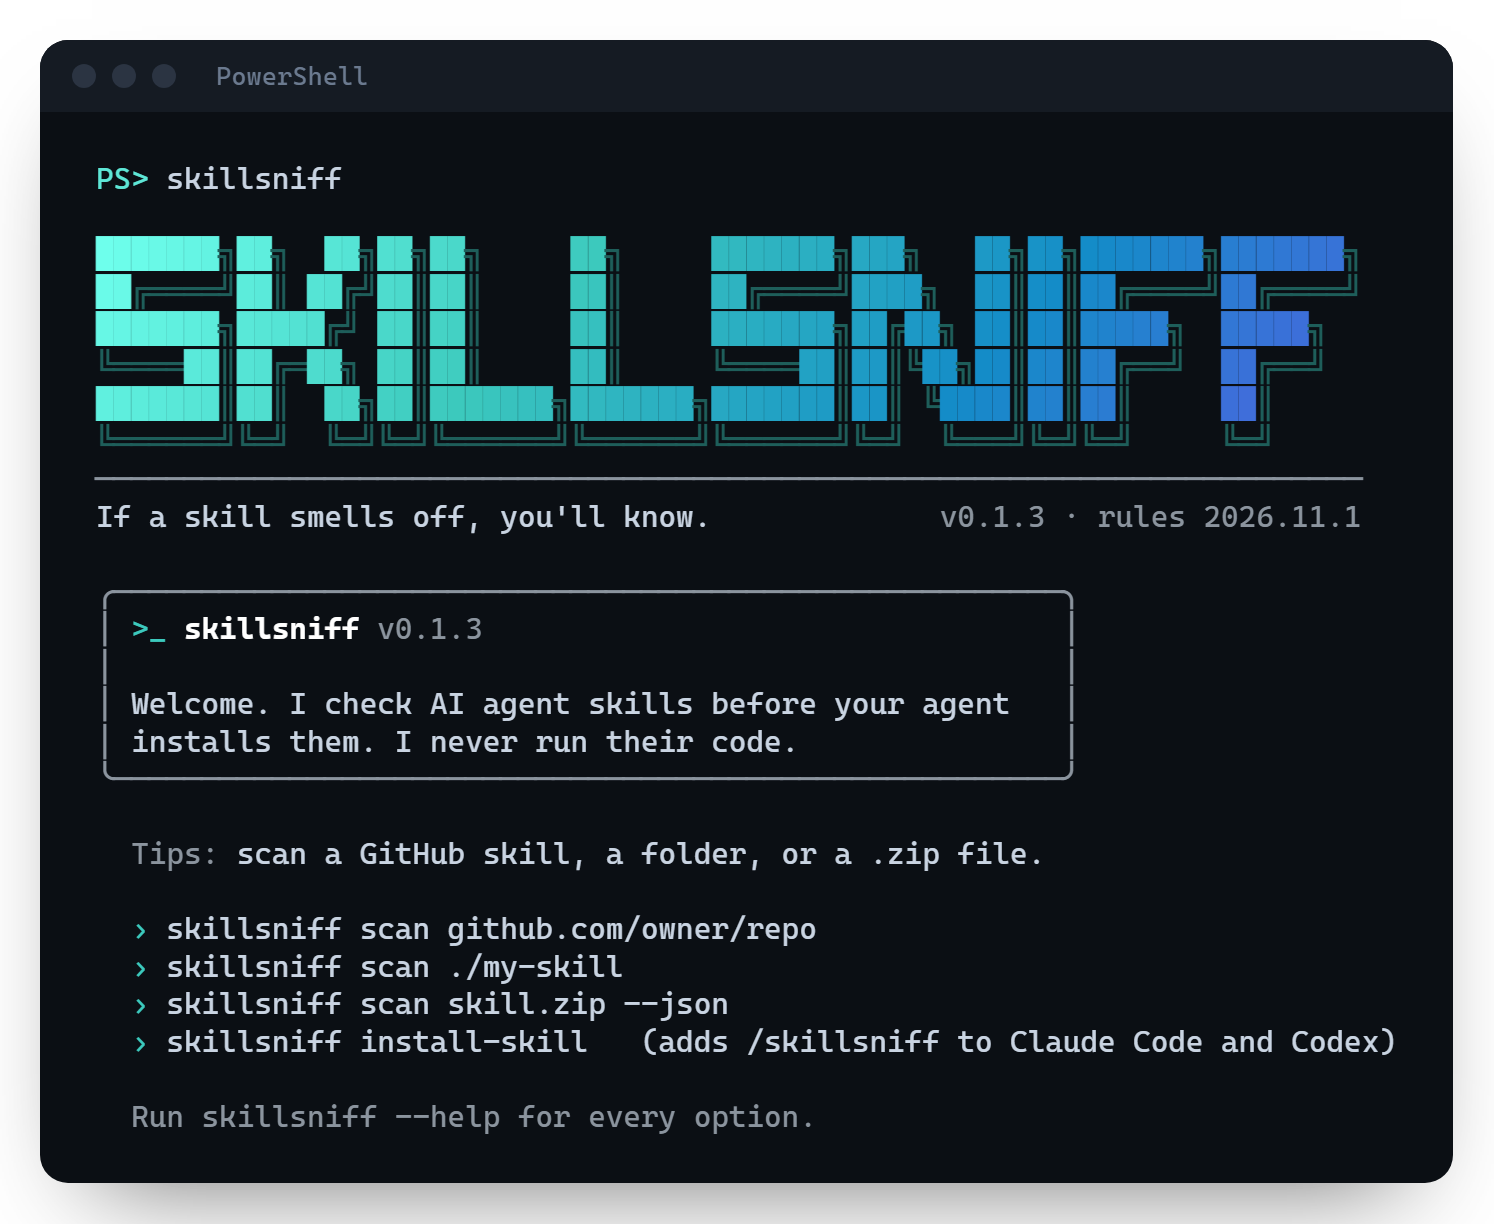 PowerShell
PS> skillsniff
SKILLSNIFF
If a skill smells off, you'll know. v0.1.3 · rules 2026.11.1
>_ skillsniff v0.1.3
Welcome. I check AI agent skills before your agent
installs them. I never run their code.
Tips: scan a GitHub skill, a folder, or a .zip file.
› skillsniff scan github.com/owner/repo
› skillsniff scan ./my-skill
› skillsniff scan skill.zip --json
› skillsniff install-skill (adds /skillsniff to Claude Code and Codex)
Run skillsniff --help for every option.